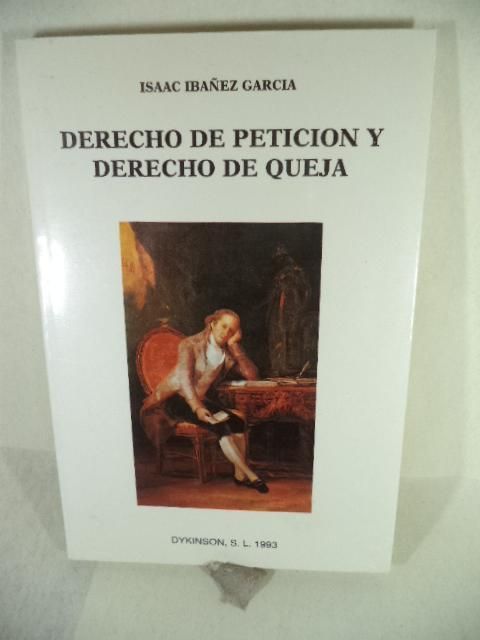 ISAAC IBAÑEZ GARCIA
DERECHO DE PETICION Y
DERECHO DE QUEJA
DYKINSON, S. L. 1993